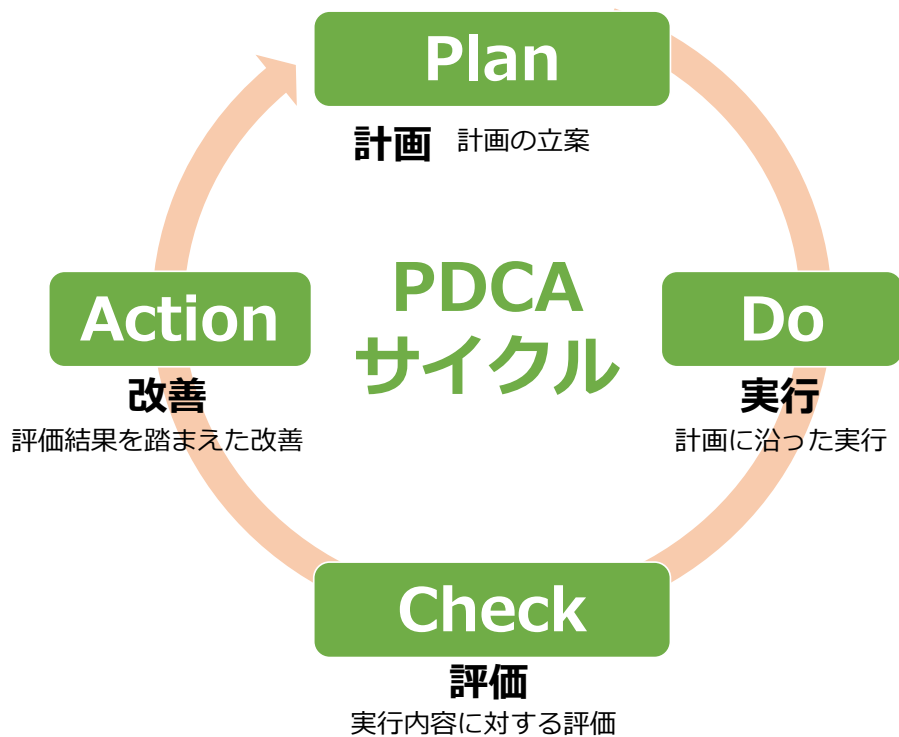 Plan
計画 計画の立案
PDCA
サイクル
Action
改善
評価結果を踏まえた改善
Do
実行
計画に沿った実行
Check
評価
実行内容に対する評価